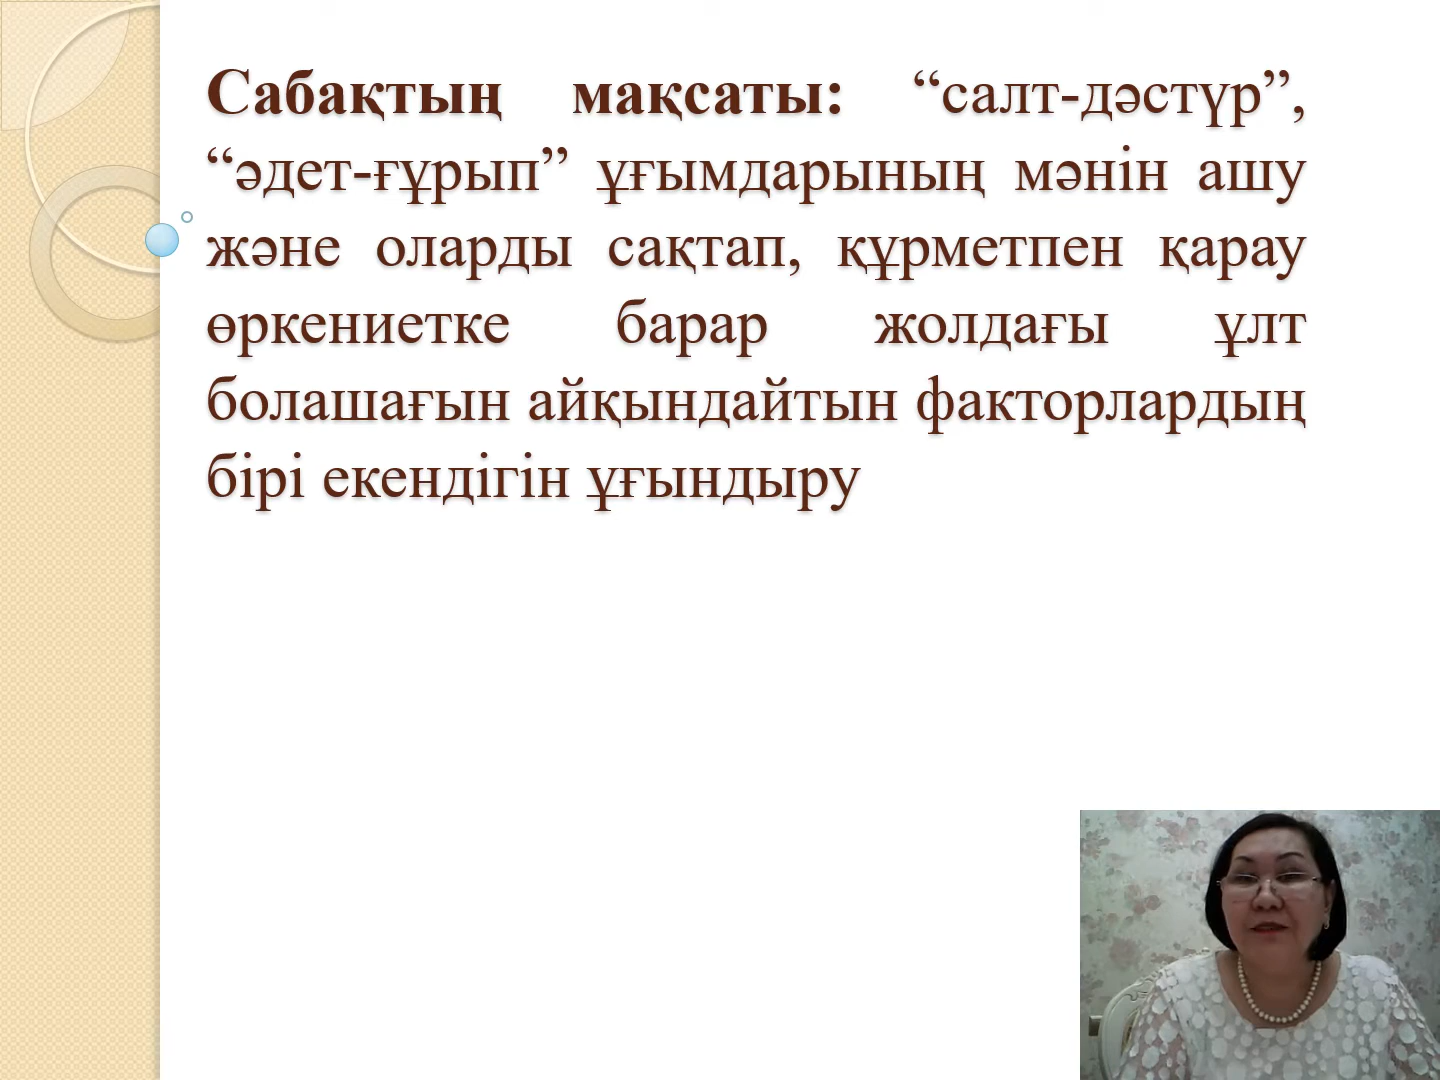 Сабақтың мақсаты: “салт-дәстүр”,
“әдет-ғұрып” ұғымдарының мәнін ашу
және оларды сақтап, құрметпен қарау
өркениетке барар жолдағы ұлт
болашағын айқындайтын факторлардың
бірі екендігін ұғындыру